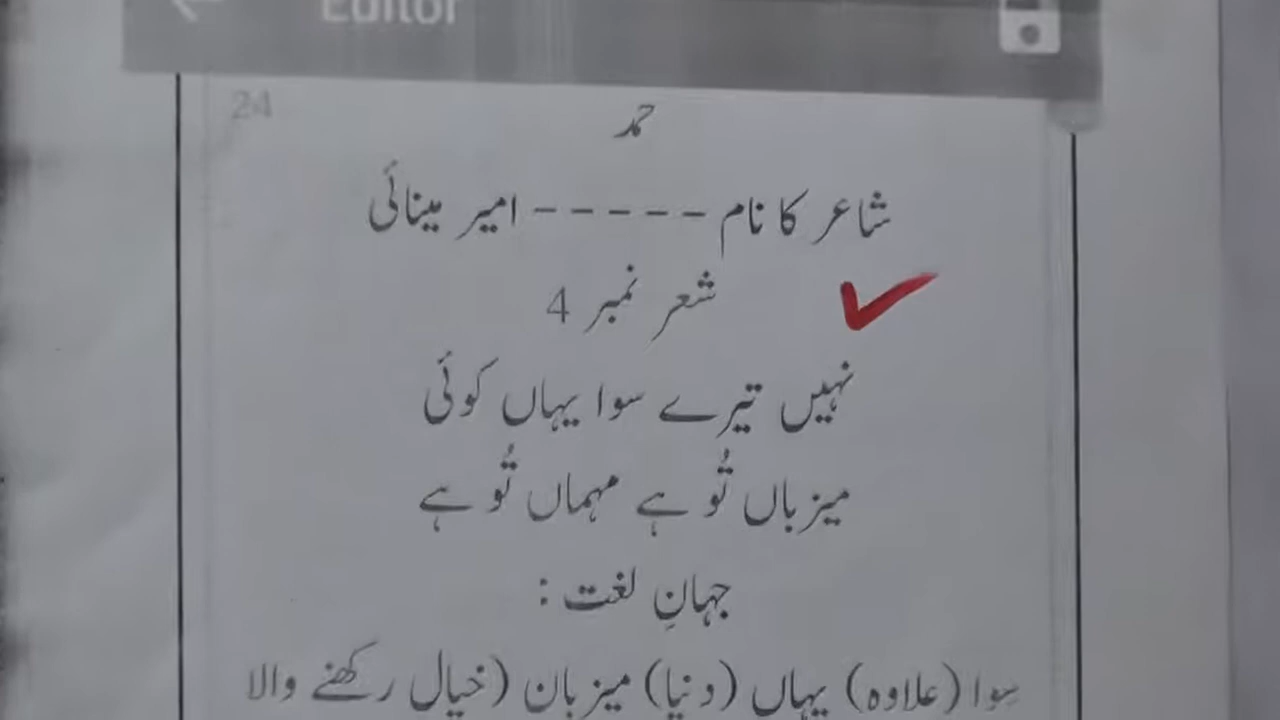 Editor
24
حمد
شاعر کا نام ----- امیر مینائی
شعر نمبر 4
نہیں تیرے سوا یہاں کوئی
میزباں تُو ہے مہماں تُو ہے
جہانِ لغت :
سِوا (علاوہ) یہاں (دنیا) میزبان (خیال رکھنے والا